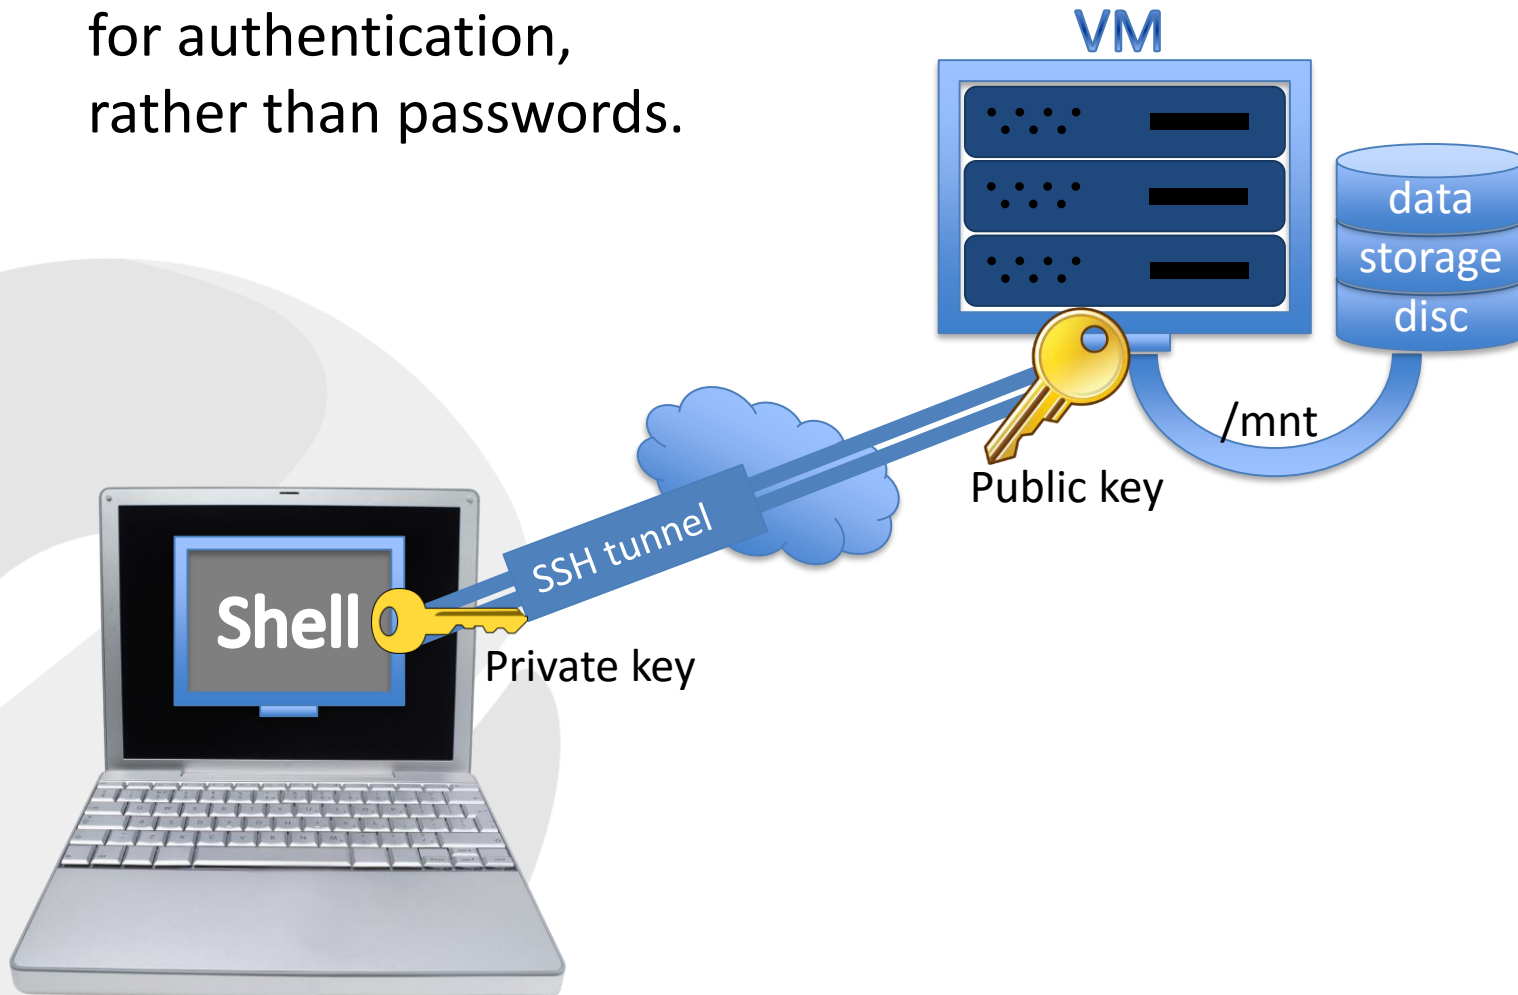 for authentication,
rather than passwords.
VM
data
storage
disc
/mnt
Public key
SSH tunnel
Shell
Private key